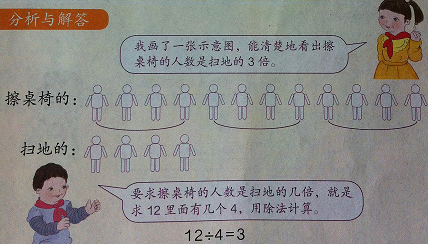 分析与解答
我画了一张示意图，能清楚地看出擦
桌椅的人数是扫地的 3 倍。
擦桌椅的：
扫地的：
要求擦桌椅的人数是扫地的几倍，就是
求 12 里面有几个 4，用除法计算。
12÷4=3